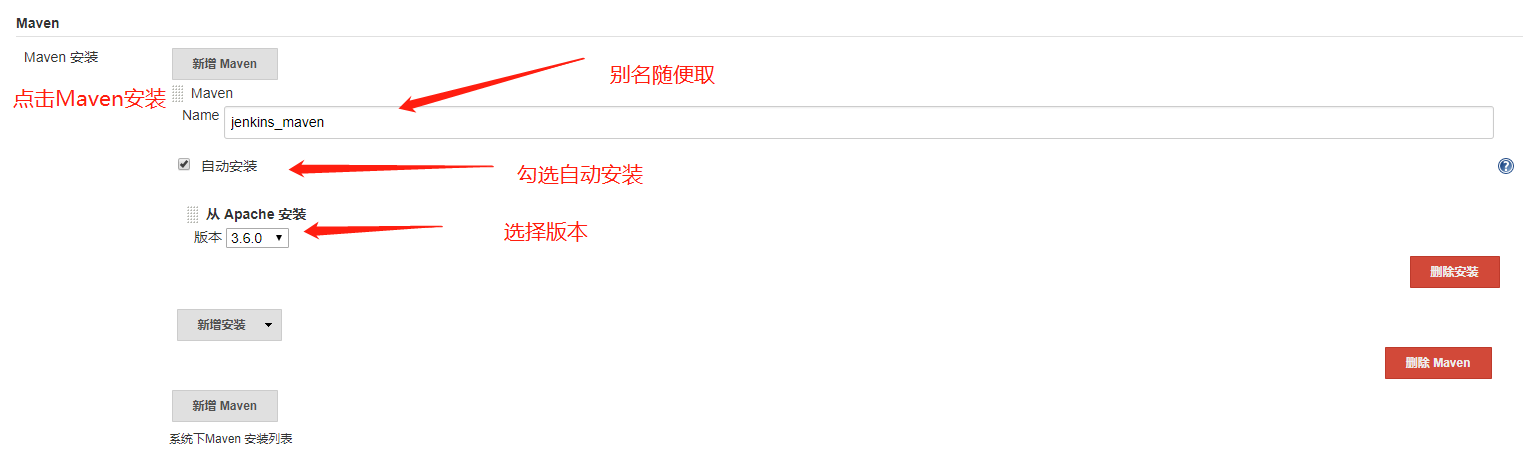 Maven
Maven 安装
新增 Maven
别名随便取
点击Maven安装
Maven
Name
jenkins_maven
自动安装
勾选自动安装
?
从 Apache 安装
版本 3.6.0
选择版本
删除安装
新增安装
删除 Maven
新增 Maven
系统下Maven 安装列表